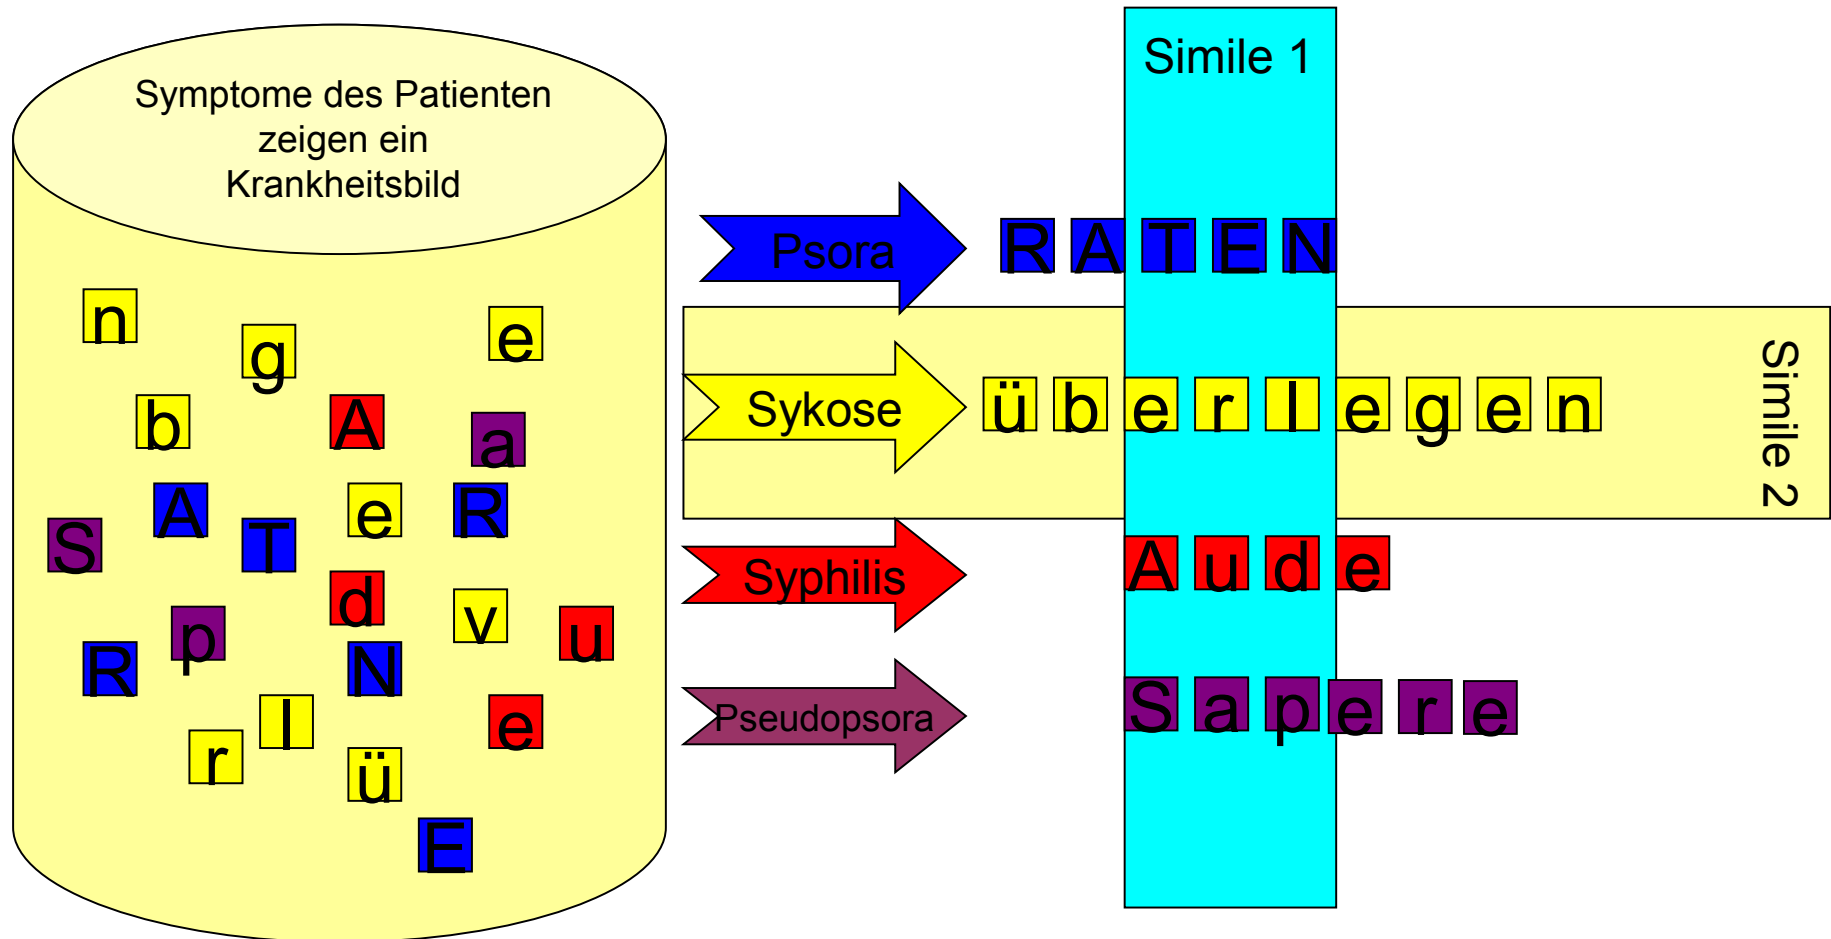 Symptome des Patienten
zeigen ein
Krankheitsbild
n g e
b A a
S A T e R
p d v u
R N
r l e
ü
E
Simile 1
Psora RATEN
Sykose überlegen
Simile 2
Syphilis Aude
Pseudopsora Sapere